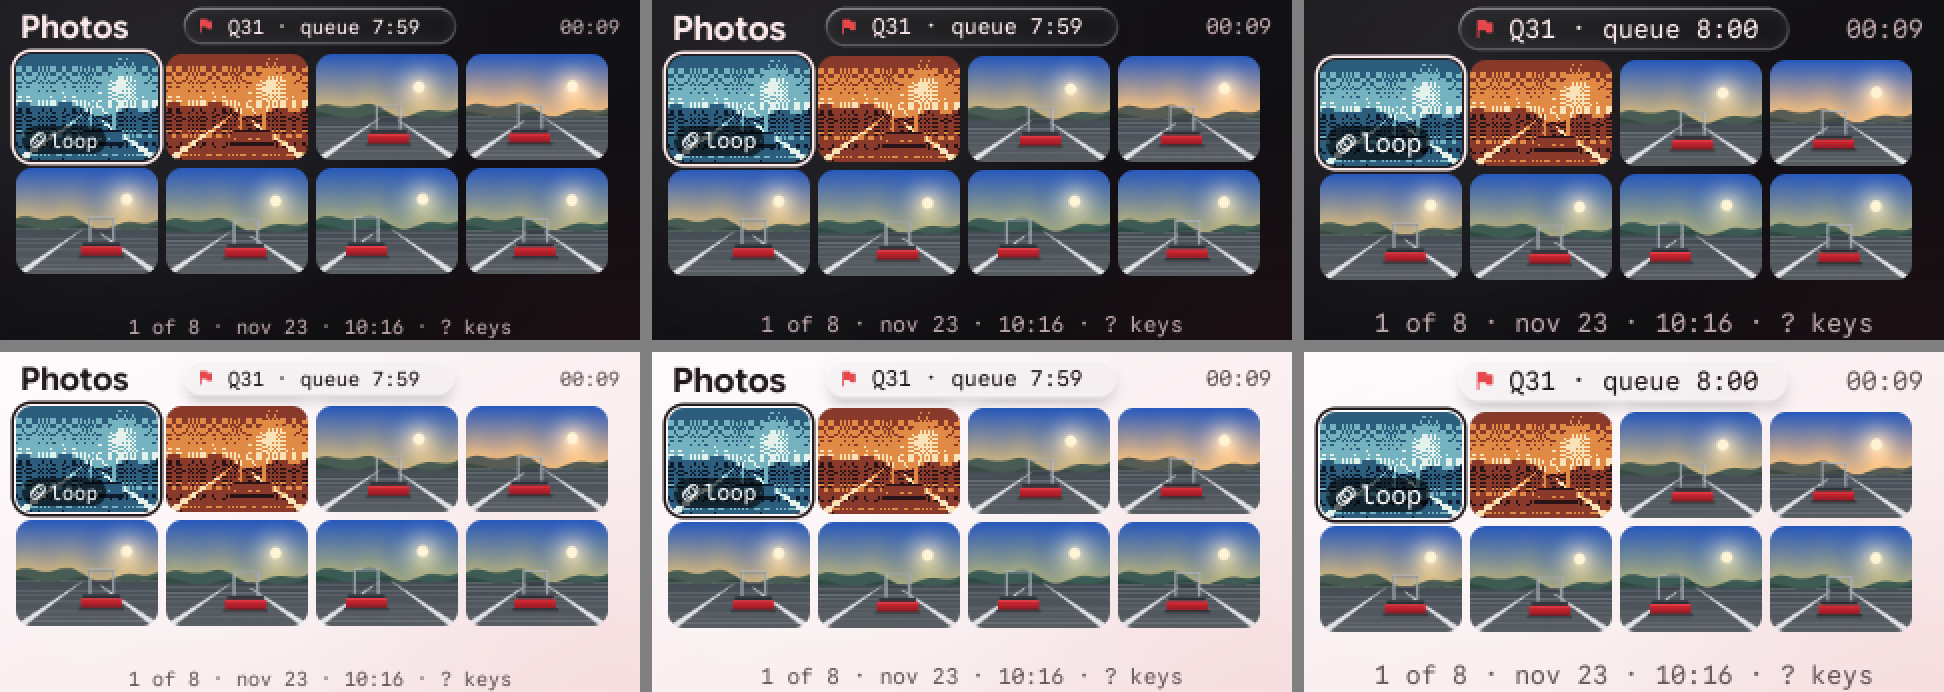 Photos Q31 · queue 7:59 00:09
loop
1 of 8 · nov 23 · 10:16 · ? keys
Photos Q31 · queue 7:59 00:09
loop
1 of 8 · nov 23 · 10:16 · ? keys
Q31 · queue 8:00 00:09
loop
1 of 8 · nov 23 · 10:16 · ? keys
Photos Q31 · queue 7:59 00:09
loop
1 of 8 · nov 23 · 10:16 · ? keys
Photos Q31 · queue 7:59 00:09
loop
1 of 8 · nov 23 · 10:16 · ? keys
Q31 · queue 8:00 00:09
loop
1 of 8 · nov 23 · 10:16 · ? keys